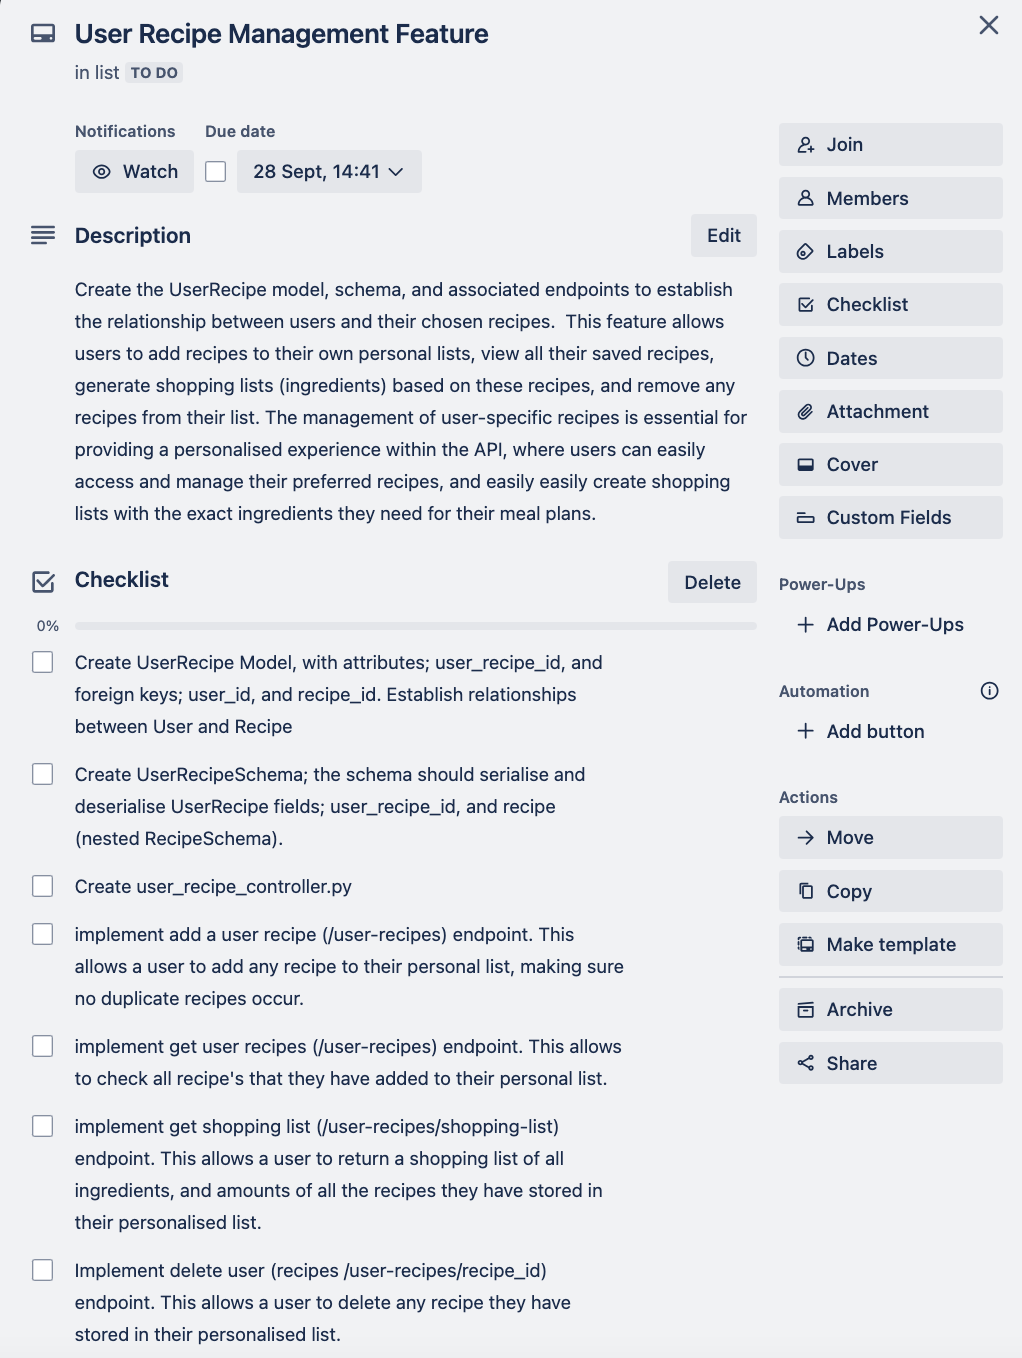 User Recipe Management Feature
in list TO DO
Notifications
Due date
Watch
28 Sept, 14:41
Description
Edit
Create the UserRecipe model, schema, and associated endpoints to establish
the relationship between users and their chosen recipes.  This feature allows
users to add recipes to their own personal lists, view all their saved recipes,
generate shopping lists (ingredients) based on these recipes, and remove any
recipes from their list. The management of user-specific recipes is essential for
providing a personalised experience within the API, where users can easily
access and manage their preferred recipes, and easily easily create shopping
lists with the exact ingredients they need for their meal plans.
Checklist
Delete
0%
Create UserRecipe Model, with attributes; user_recipe_id, and
foreign keys; user_id, and recipe_id. Establish relationships
between User and Recipe
Create UserRecipeSchema; the schema should serialise and
deserialise UserRecipe fields; user_recipe_id, and recipe
(nested RecipeSchema).
Create user_recipe_controller.py
implement add a user recipe (/user-recipes) endpoint. This
allows a user to add any recipe to their personal list, making sure
no duplicate recipes occur.
implement get user recipes (/user-recipes) endpoint. This allows
to check all recipe's that they have added to their personal list.
implement get shopping list (/user-recipes/shopping-list)
endpoint. This allows a user to return a shopping list of all
ingredients, and amounts of all the recipes they have stored in
their personalised list.
Implement delete user (recipes /user-recipes/recipe_id)
endpoint. This allows a user to delete any recipe they have
stored in their personalised list.
Join
Members
Labels
Checklist
Dates
Attachment
Cover
Custom Fields
Power-Ups
Add Power-Ups
Automation
Add button
Actions
Move
Copy
Make template
Archive
Share